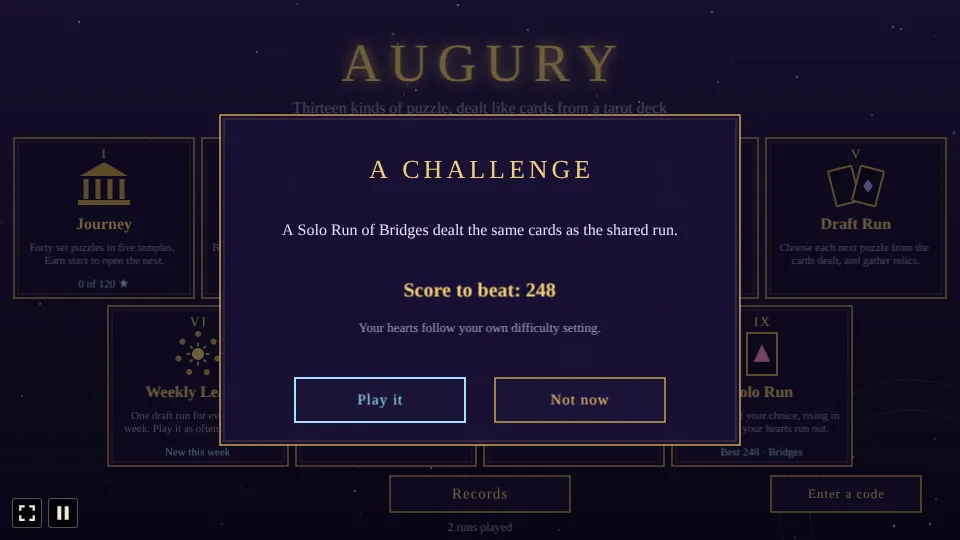 AUGURY
Thirteen kinds of puzzle, dealt like cards from a tarot deck
I
Journey
Forty set puzzles in five temples.
Earn stars to open the next.
0 of 120 ★
A CHALLENGE
A Solo Run of Bridges dealt the same cards as the shared run.
Score to beat: 248
Your hearts follow your own difficulty setting.
Play it
Not now
V
Draft Run
Choose each next puzzle from the
cards dealt, and gather relics.
VI
Weekly
One draft run for
week. Play it as often
New this week
IX
Run
your choice, rising in
your hearts run out.
Best 248 · Bridges
Records
2 runs played
Enter a code